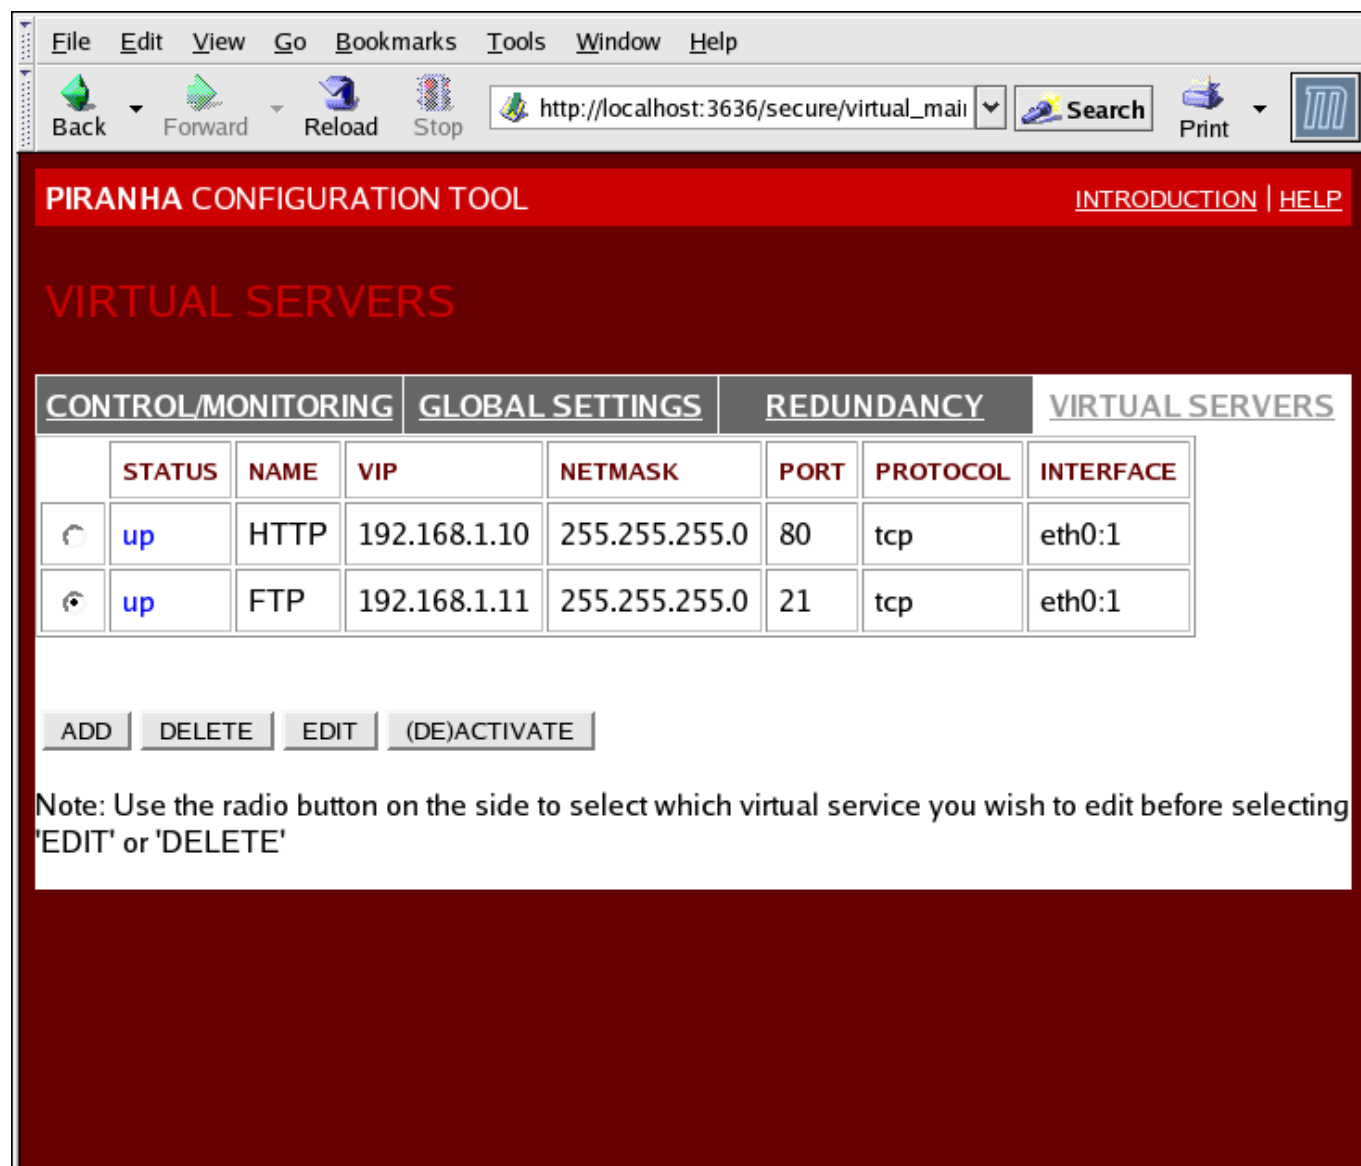 File Edit View Go Bookmarks Tools Window Help
Back Forward Reload Stop http://localhost:3636/secure/virtual_mai Search Print
PIRANHA CONFIGURATION TOOL INTRODUCTION | HELP
VIRTUAL SERVERS
CONTROL/MONITORING GLOBAL SETTINGS REDUNDANCY VIRTUAL SERVERS
STATUS NAME VIP NETMASK PORT PROTOCOL INTERFACE
up HTTP 192.168.1.10 255.255.255.0 80 tcp eth0:1
up FTP 192.168.1.11 255.255.255.0 21 tcp eth0:1
ADD DELETE EDIT (DE)ACTIVATE
Note: Use the radio button on the side to select which virtual service you wish to edit before selecting
'EDIT' or 'DELETE'